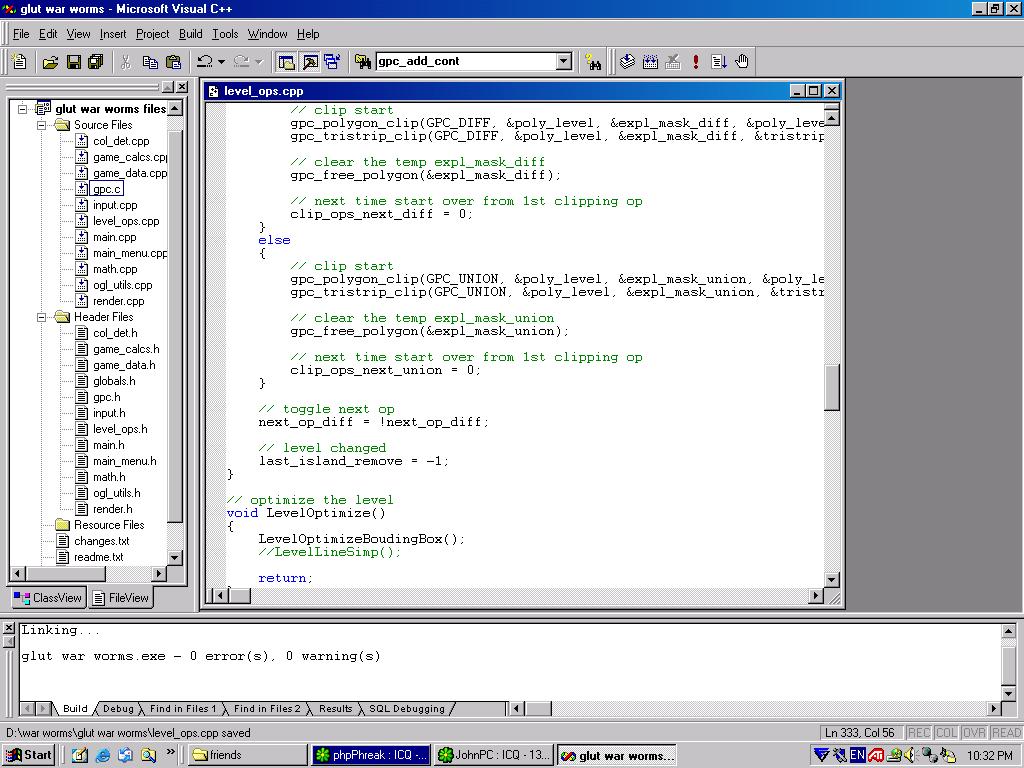 glut war worms - Microsoft Visual C++
File Edit View Insert Project Build Tools Window Help
gpc_add_cont
glut war worms files
Source Files
col_det.cpp
game_calcs.cpp
game_data.cpp
gpc.c
input.cpp
level_ops.cpp
main.cpp
main_menu.cpp
math.cpp
ogl_utils.cpp
render.cpp
Header Files
col_det.h
game_calcs.h
game_data.h
globals.h
gpc.h
input.h
level_ops.h
main.h
main_menu.h
math.h
ogl_utils.h
render.h
Resource Files
changes.txt
readme.txt
ClassView FileView
level_ops.cpp
// clip start
gpc_polygon_clip(GPC_DIFF, &poly_level, &expl_mask_diff, &poly_leve
gpc_tristrip_clip(GPC_DIFF, &poly_level, &expl_mask_diff, &tristrip
// clear the temp expl_mask_diff
gpc_free_polygon(&expl_mask_diff);
// next time start over from 1st clipping op
clip_ops_next_diff = 0;
}
else
{
// clip start
gpc_polygon_clip(GPC_UNION, &poly_level, &expl_mask_union, &poly_le
gpc_tristrip_clip(GPC_UNION, &poly_level, &expl_mask_union, &tristr
// clear the temp expl_mask_union
gpc_free_polygon(&expl_mask_union);
// next time start over from 1st clipping op
clip_ops_next_union = 0;
}
// toggle next op
next_op_diff = !next_op_diff;
// level changed
last_island_remove = -1;
}
// optimize the level
void LevelOptimize()
{
LevelOptimizeBoudingBox();
//LevelLineSimp();
return;
Linking...
glut war worms.exe - 0 error(s), 0 warning(s)
Build Debug Find in Files 1 Find in Files 2 Results SQL Debugging
D:\war worms\glut war worms\level_ops.cpp saved
Ln 333, Col 56 REC COL OVR READ
Start friends phpPhreak : ICQ -... JohnPC : ICQ - 13... glut war worms... EN 10:32 PM